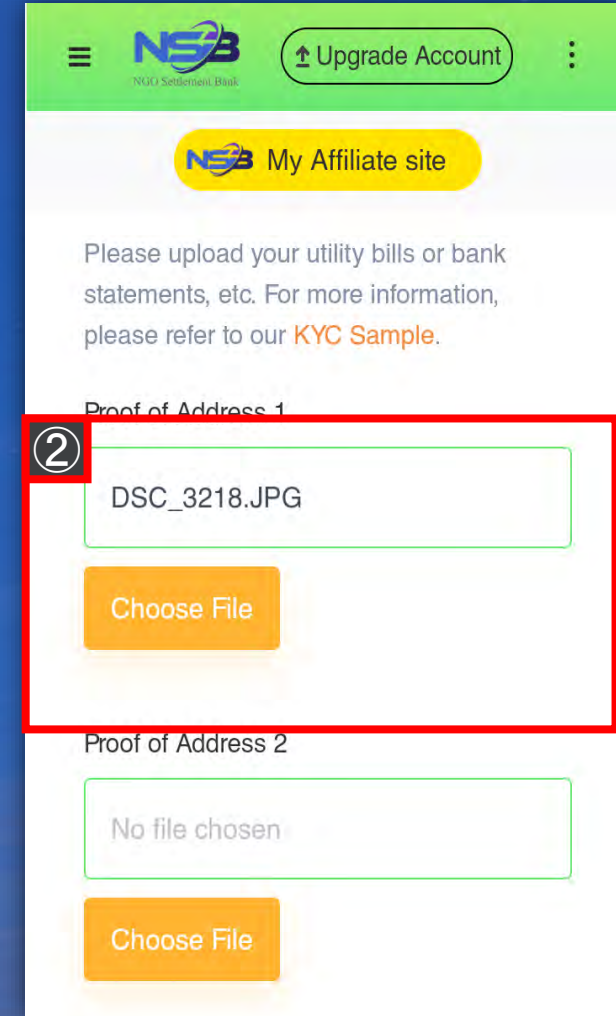 NSB
NGO Settlement Bank
Upgrade Account
NSB My Affiliate site
Please upload your utility bills or bank
statements, etc. For more information,
please refer to our KYC Sample.
Proof of Address 1
②
DSC_3218.JPG
Choose File
Proof of Address 2
No file chosen
Choose File